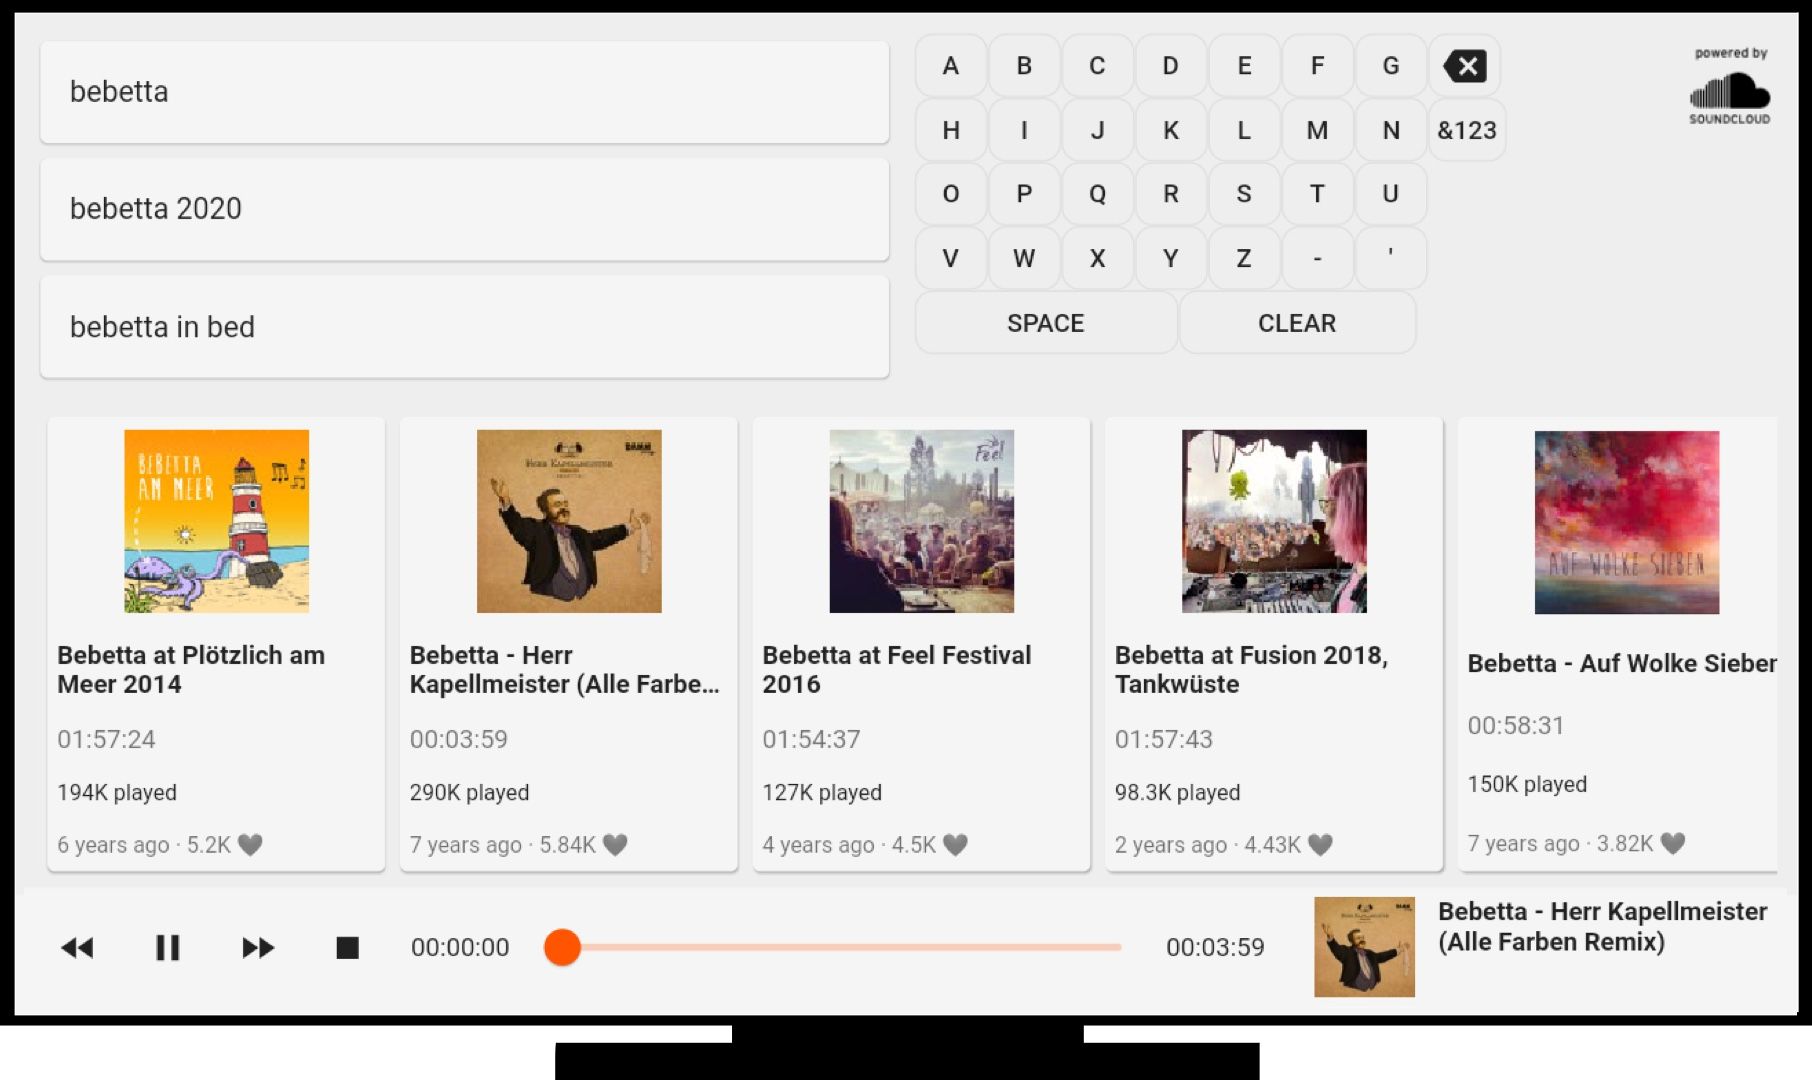 bebetta
bebetta 2020
bebetta in bed
A B C D E F G
H I J K L M N &123
O P Q R S T U
V W X Y Z - '
SPACE CLEAR
powered by
SOUNDCLOUD
BEBETTA
AM MEER
Bebetta at Plötzlich am
Meer 2014
01:57:24
194K played
6 years ago · 5.2K
HERR KAPELLMEISTER
Bebetta - Herr
Kapellmeister (Alle Farbe...
00:03:59
290K played
7 years ago · 5.84K
Feel
Bebetta at Feel Festival
2016
01:54:37
127K played
4 years ago · 4.5K
Bebetta at Fusion 2018,
Tankwüste
01:57:43
98.3K played
2 years ago · 4.43K
AUF WOLKE SIEBEN
Bebetta - Auf Wolke Sieben
00:58:31
150K played
7 years ago · 3.82K
00:00:00
00:03:59
Bebetta - Herr Kapellmeister
(Alle Farben Remix)